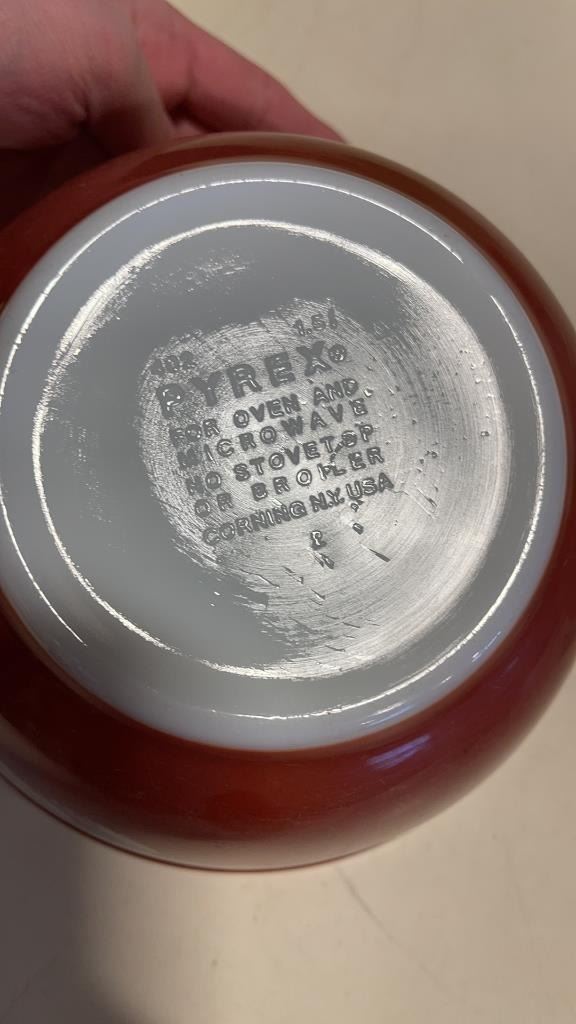 402 1.5 l
PYREX®
FOR OVEN AND
MICROWAVE
NO STOVETOP
OR BROILER
CORNING N.Y. USA